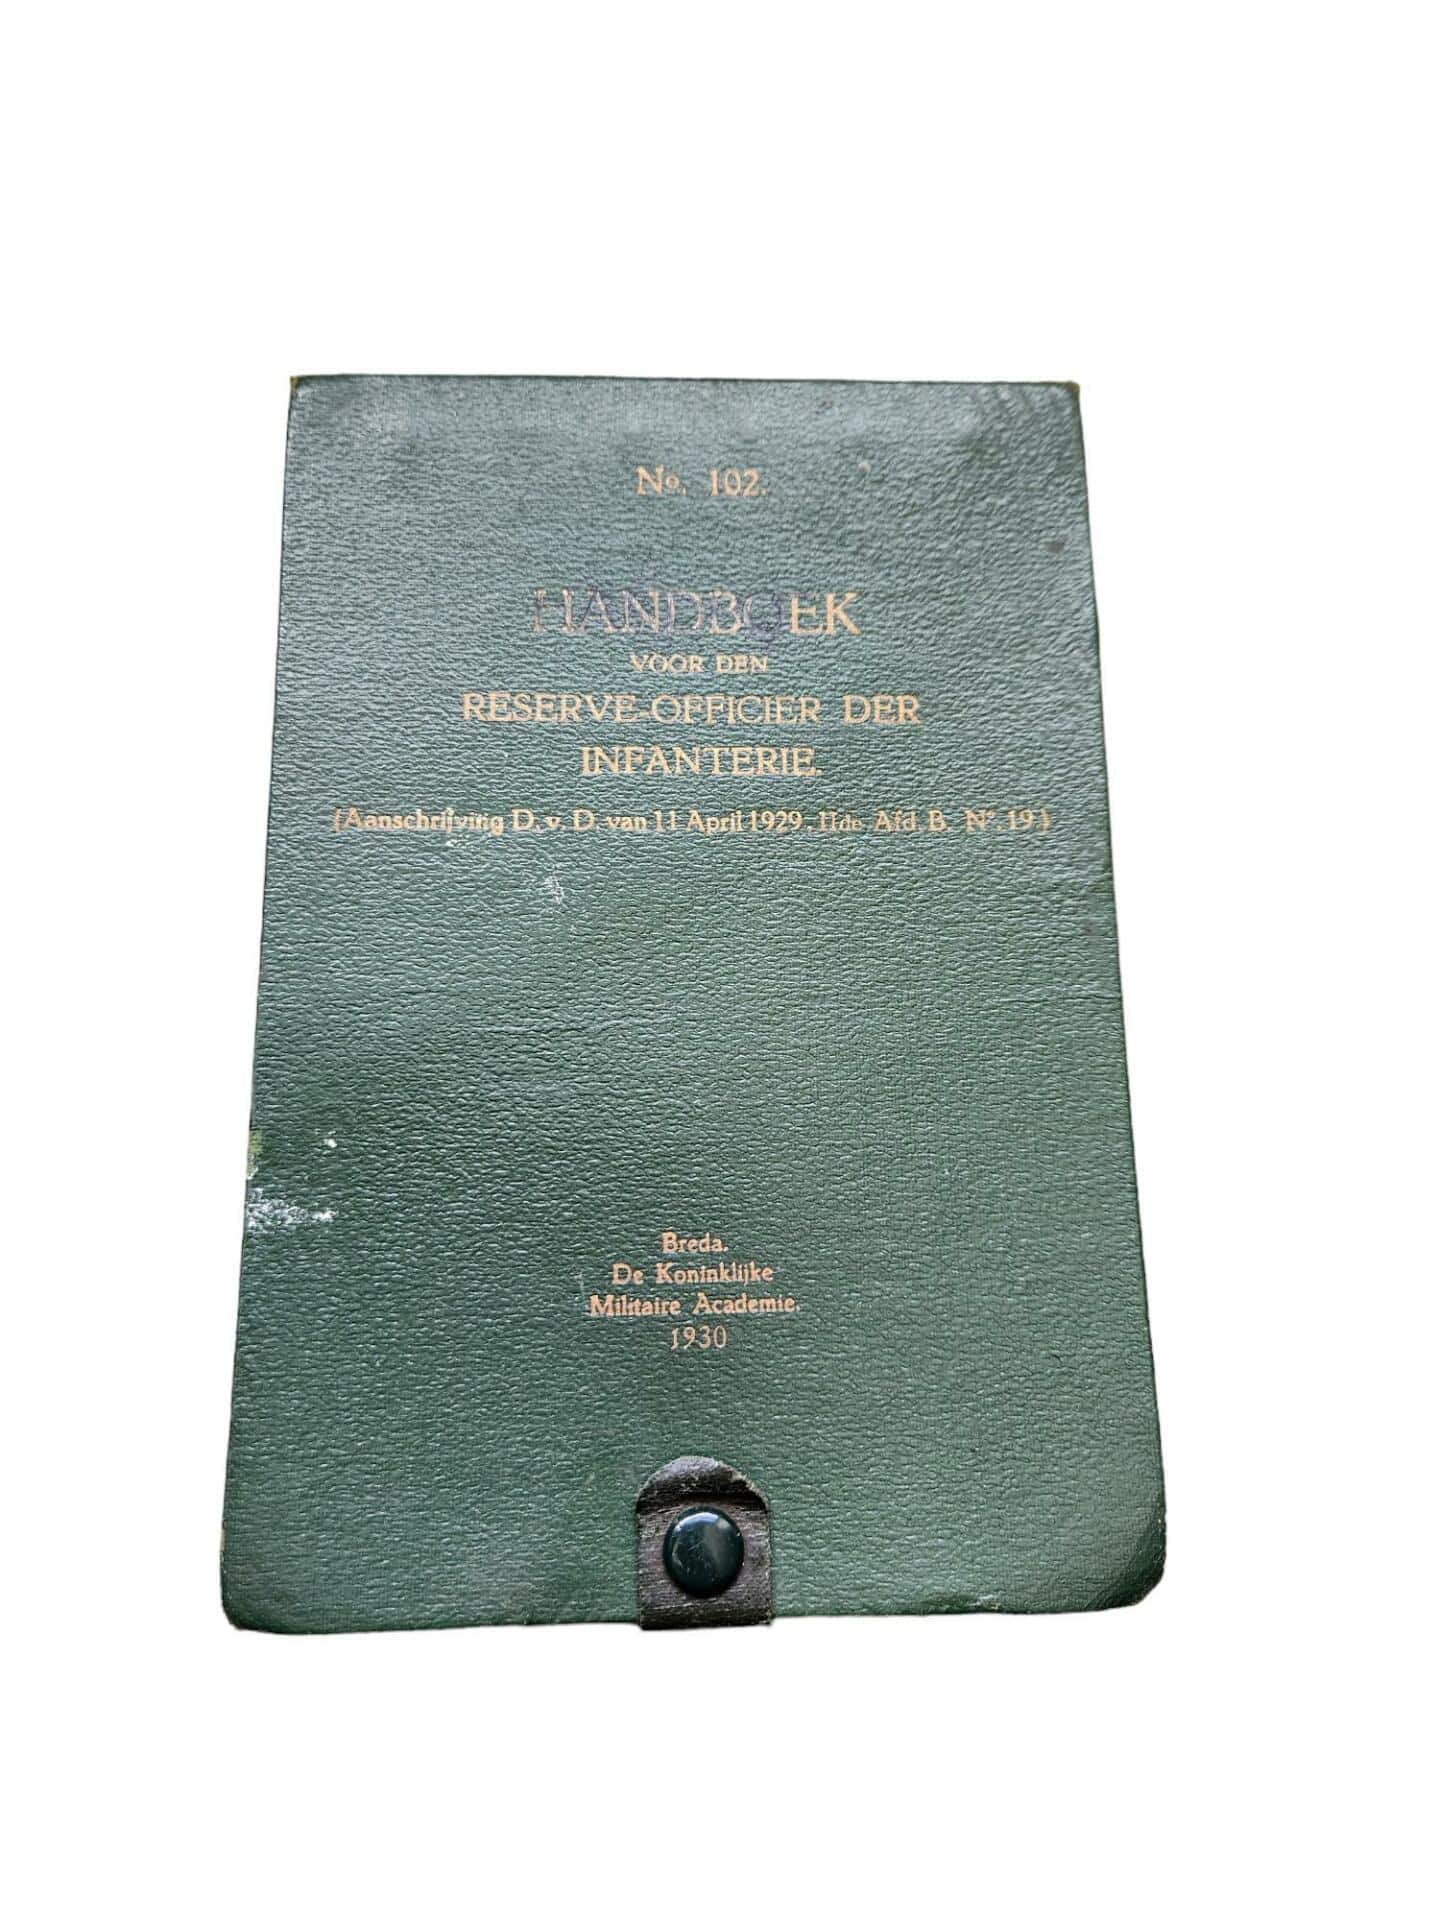 No. 102.
HANDBOEK
VOOR DEN
RESERVE-OFFICIER DER
INFANTERIE.
(Aanschrijving D. v. D. van 11 April 1929. IIde Afd. B. No. 19.)
Breda.
De Koninklijke
Militaire Academie.
1930